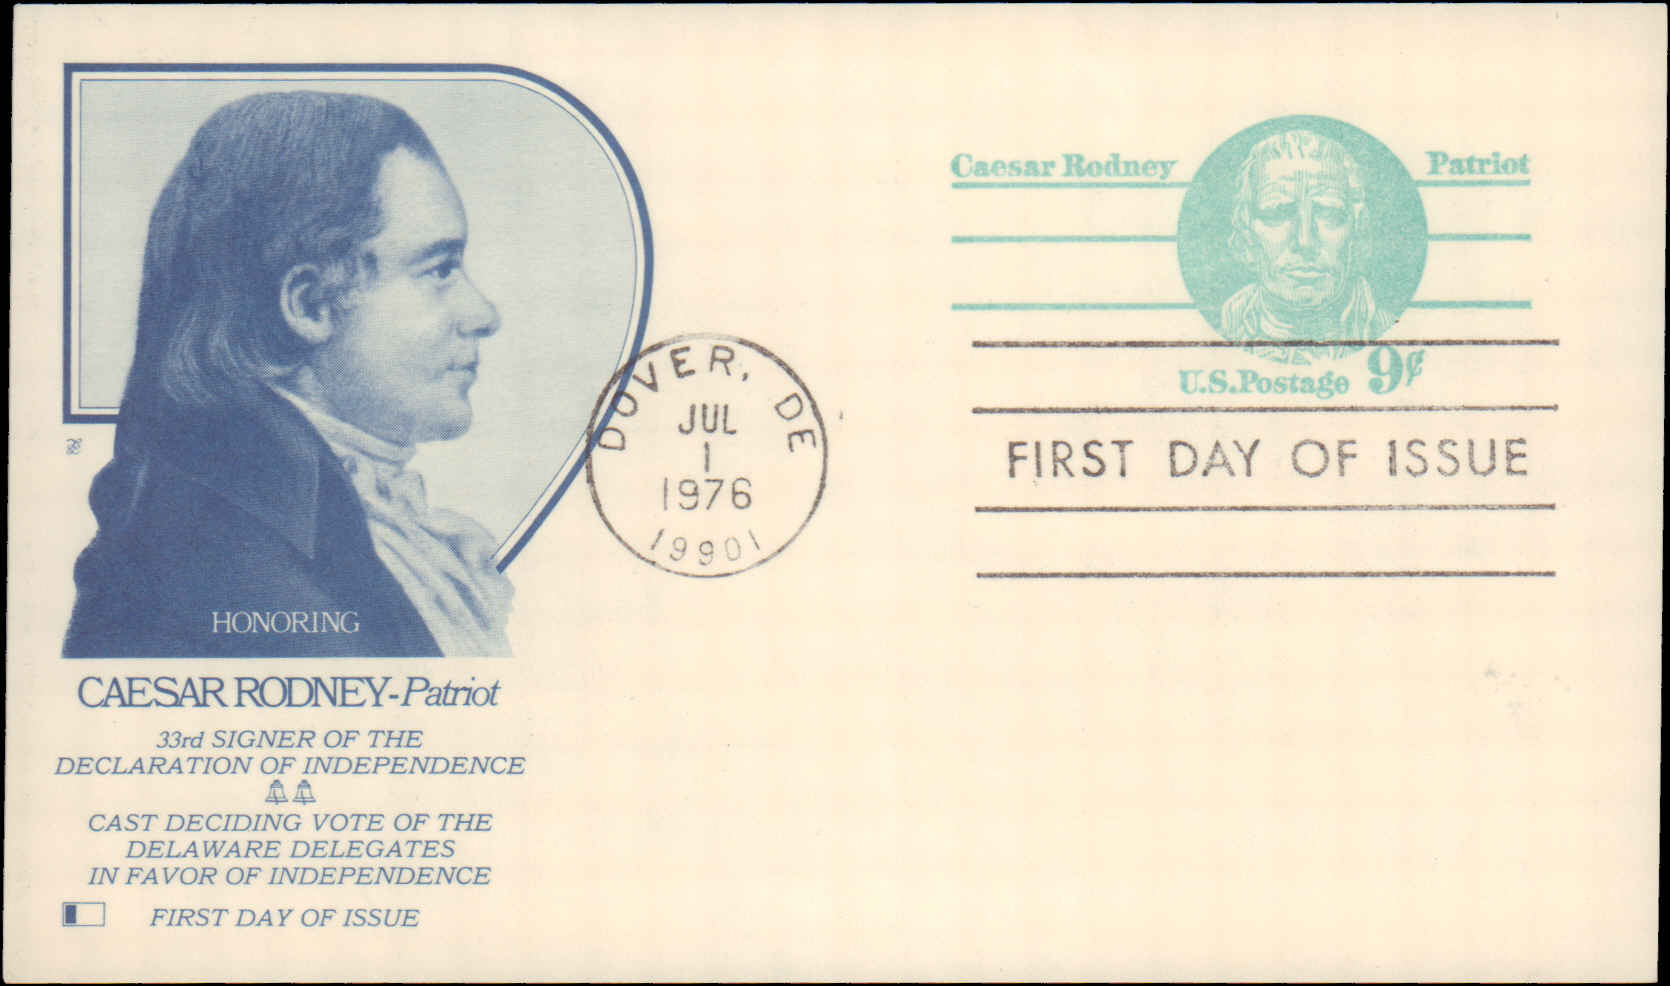 HONORING
CAESAR RODNEY-Patriot
33rd SIGNER OF THE
DECLARATION OF INDEPENDENCE
CAST DECIDING VOTE OF THE
DELAWARE DELEGATES
IN FAVOR OF INDEPENDENCE
FIRST DAY OF ISSUE
DOVER, DE
JUL
1
1976
19901
Caesar Rodney Patriot
U.S.Postage 9¢
FIRST DAY OF ISSUE